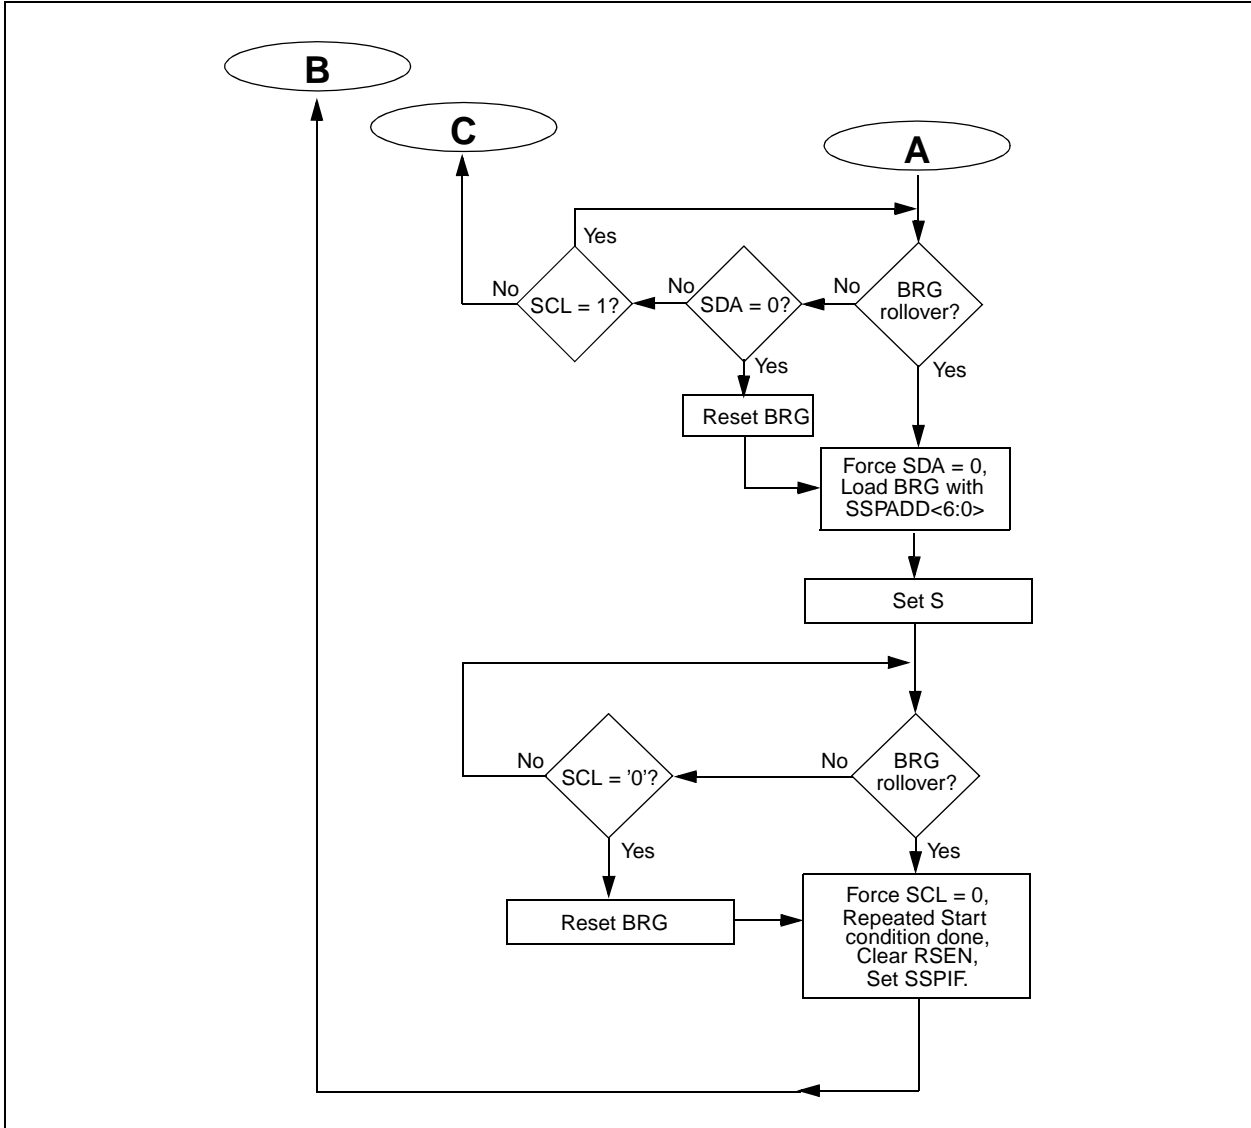 B
C
A
Yes
No
SCL = 1?
No
SDA = 0?
No
BRG
rollover?
Yes
Yes
Reset BRG
Force SDA = 0,
Load BRG with
SSPADD<6:0>
Set S
No
SCL = '0'?
No
BRG
rollover?
Yes
Yes
Reset BRG
Force SCL = 0,
Repeated Start
condition done,
Clear RSEN,
Set SSPIF.